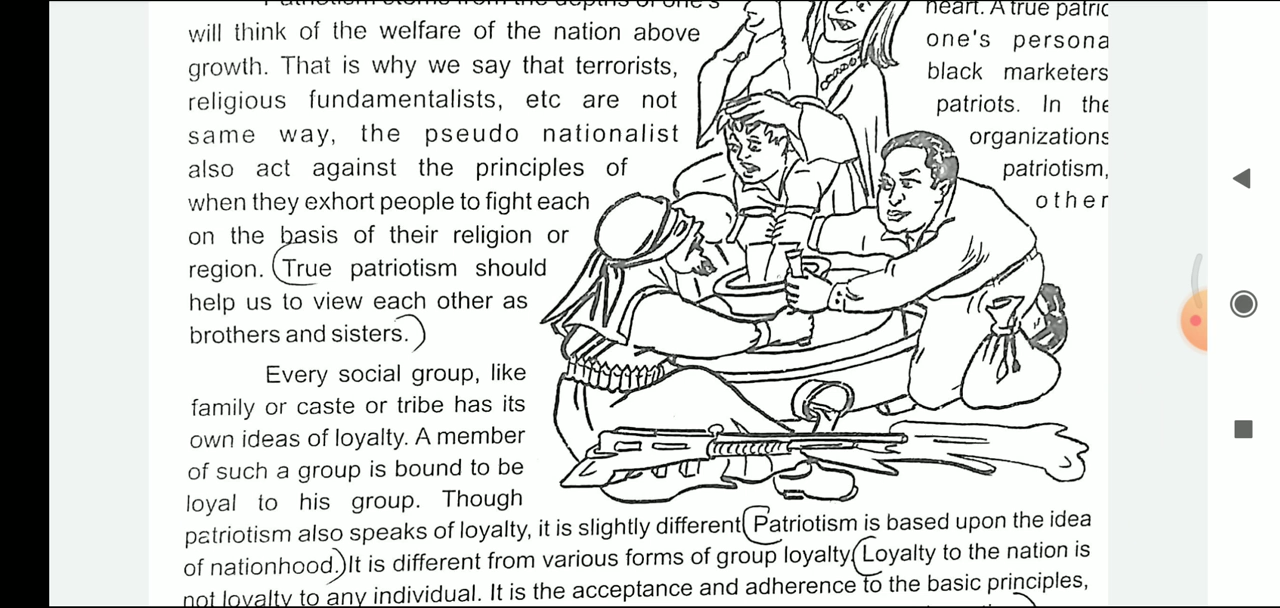 Patriotism stems from the depths of one's heart. A true
will think of the welfare of the nation above one's persona
growth. That is why we say that terrorists, black marketers
religious fundamentalists, etc are not patriots. In the
same way, the pseudo nationalist organizations
also act against the principles of patriotism,
when they exhort people to fight each other
on the basis of their religion or
region. (True patriotism should
help us to view each other as
brothers and sisters.)
Every social group, like
family or caste or tribe has its
own ideas of loyalty. A member
of such a group is bound to be
loyal to his group. Though
patriotism also speaks of loyalty, it is slightly different (Patriotism is based upon the idea
of nationhood.) It is different from various forms of group loyalty. (Loyalty to the nation is
not loyalty to any individual. It is the acceptance and adherence to the basic principles,